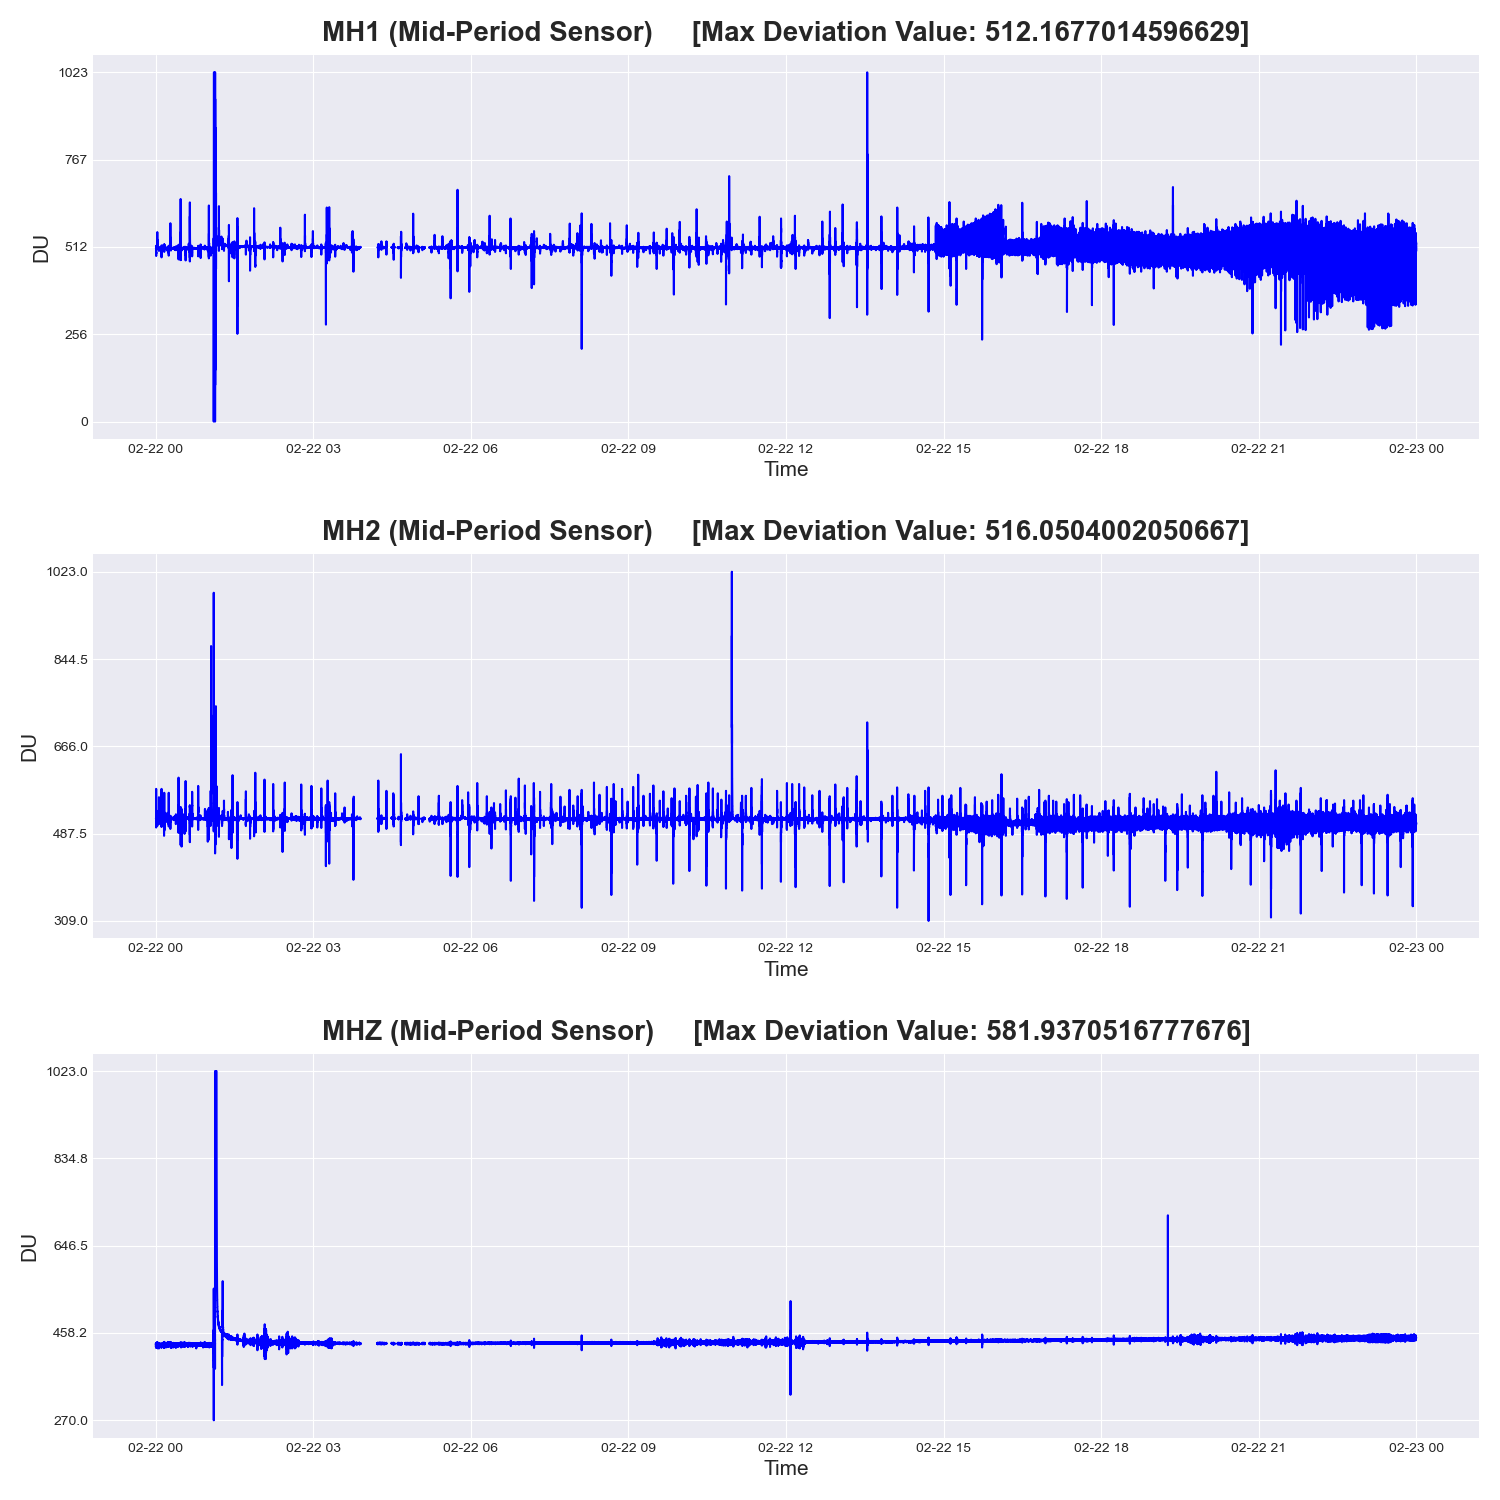 MH1 (Mid-Period Sensor) [Max Deviation Value: 512.1677014596629]
1023
767
512
256
0
DU
02-22 00 02-22 03 02-22 06 02-22 09 02-22 12 02-22 15 02-22 18 02-22 21 02-23 00
Time
MH2 (Mid-Period Sensor) [Max Deviation Value: 516.0504002050667]
1023.0
844.5
666.0
487.5
309.0
DU
02-22 00 02-22 03 02-22 06 02-22 09 02-22 12 02-22 15 02-22 18 02-22 21 02-23 00
Time
MHZ (Mid-Period Sensor) [Max Deviation Value: 581.9370516777676]
1023.0
834.8
646.5
458.2
270.0
DU
02-22 00 02-22 03 02-22 06 02-22 09 02-22 12 02-22 15 02-22 18 02-22 21 02-23 00
Time